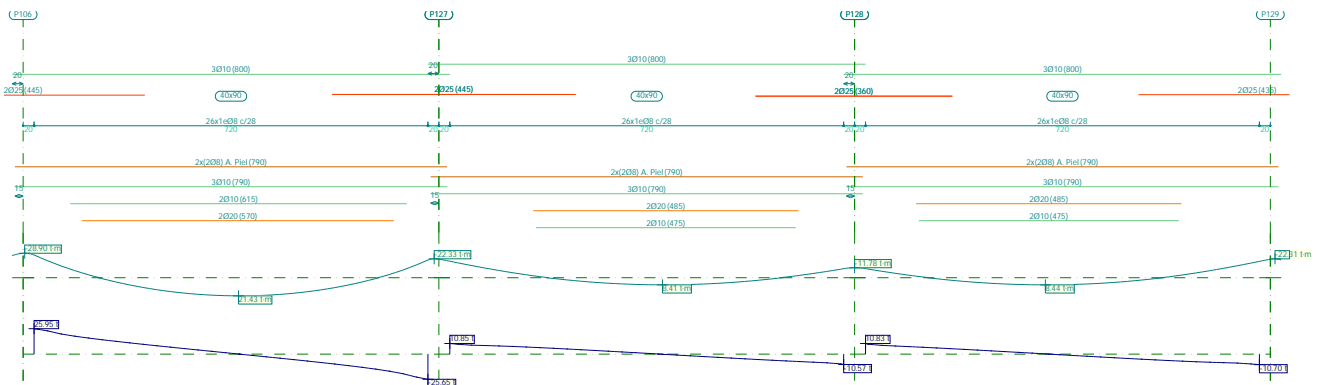 P106 P127 P128 P129
3Ø10(800)
20
3Ø10(800) 3Ø10(800)
20 20
2Ø25(445) 40x90 2Ø25(445) 40x90 2Ø25(360) 40x90 2Ø25(435)
26x1eØ8 c/28 26x1eØ8 c/28 26x1eØ8 c/28
20 720 20 20 720 20 20 720 20
2x(2Ø8) A. Piel(790) 2x(2Ø8) A. Piel(790)
2x(2Ø8) A. Piel(790)
3Ø10(790) 3Ø10(790)
15 15
3Ø10(790)
15
2Ø10(615) 2Ø20(485)
2Ø20(485)
2Ø20(570) 2Ø10(475)
2Ø10(475)
-28.90 t·m -22.33 t·m -22.31 t·m
-11.78 t·m
8.41 t·m 8.44 t·m
21.43 t·m
25.95 t
10.85 t 10.83 t
-10.57 t -10.70 t
-25.65 t